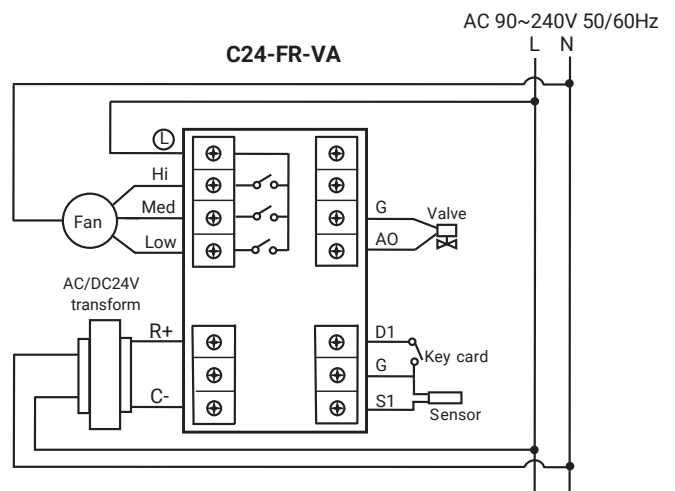 AC 90~240V 50/60Hz
L N
C24-FR-VA
L
Hi
Med
Low
Fan
G
AO
Valve
AC/DC24V
transform
R+
C-
D1
G
S1
Key card
Sensor